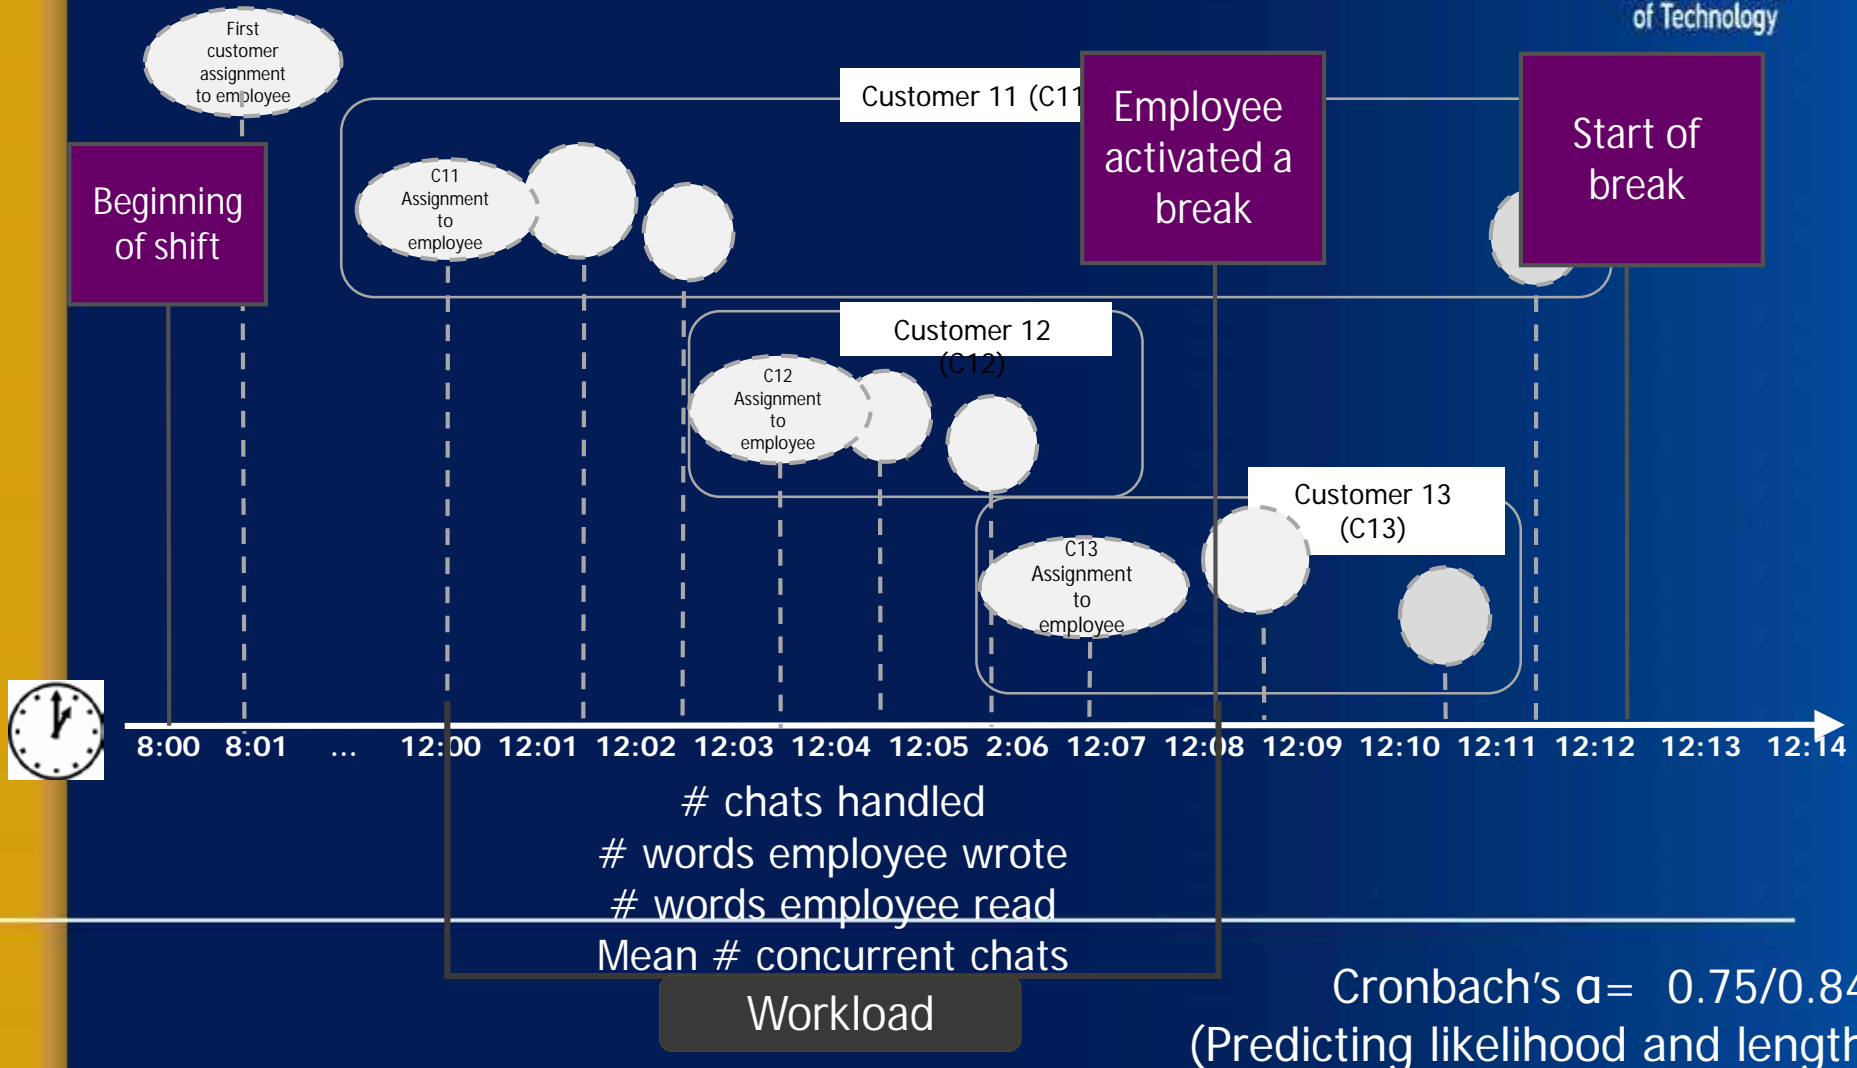 of Technology
First
customer
assignment
to employee
Customer 11 (C11
Employee
activated a
break
Start of
break
Beginning
of shift
C11
Assignment
to
employee
Customer 12
(C12)
C12
Assignment
to
employee
Customer 13
(C13)
C13
Assignment
to
employee
8:00 8:01 ... 12:00 12:01 12:02 12:03 12:04 12:05 2:06 12:07 12:08 12:09 12:10 12:11 12:12 12:13 12:14
# chats handled
# words employee wrote
# words employee read
Mean # concurrent chats
Workload
Cronbach's α= 0.75/0.84
(Predicting likelihood and length